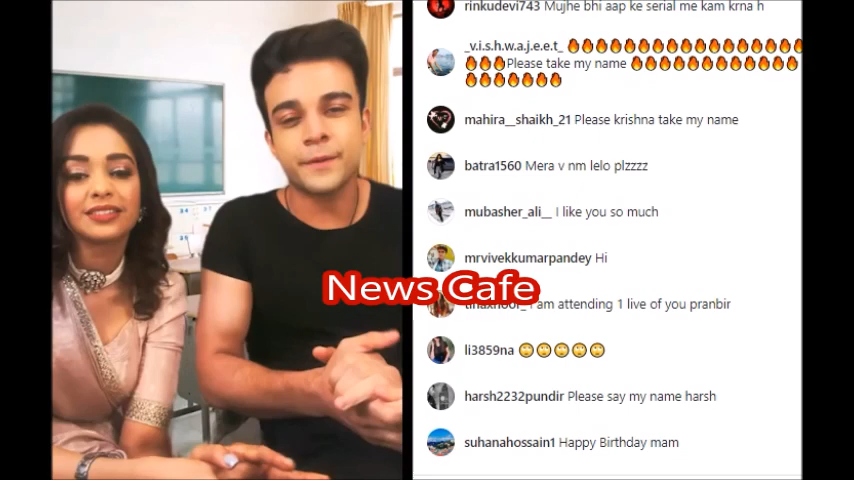 rinkudevi743 Mujhe bhi aap ke serial me kam krna h
_v.i.s.h.w.a.j.e.e.t_ 🔥🔥🔥🔥🔥🔥🔥🔥🔥🔥🔥🔥🔥🔥🔥🔥🔥
🔥🔥🔥Please take my name 🔥🔥🔥🔥🔥🔥🔥🔥🔥🔥🔥🔥
🔥🔥🔥🔥🔥🔥🔥
mahira__shaikh_21 Please krishna take my name
batra1560 Mera v nm lelo plzzzz
mubasher_ali__ I like you so much
mrvivekkumarpandey Hi
News Cafe
I am attending 1 live of you pranbir
li3859na 🙄🙄🙄🙄🙄
harsh2232pundir Please say my name harsh
suhanahossain1 Happy Birthday mam